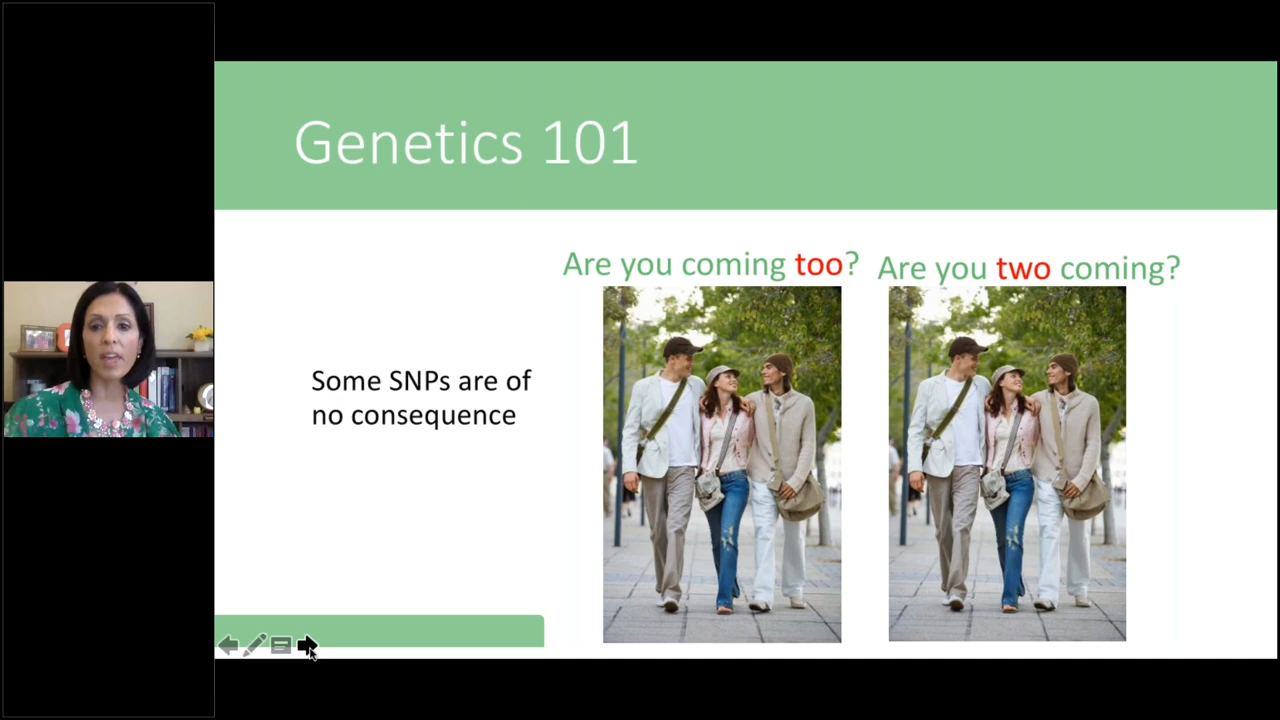 Genetics 101
Are you coming too?
Are you two coming?
Some SNPs are of
no consequence